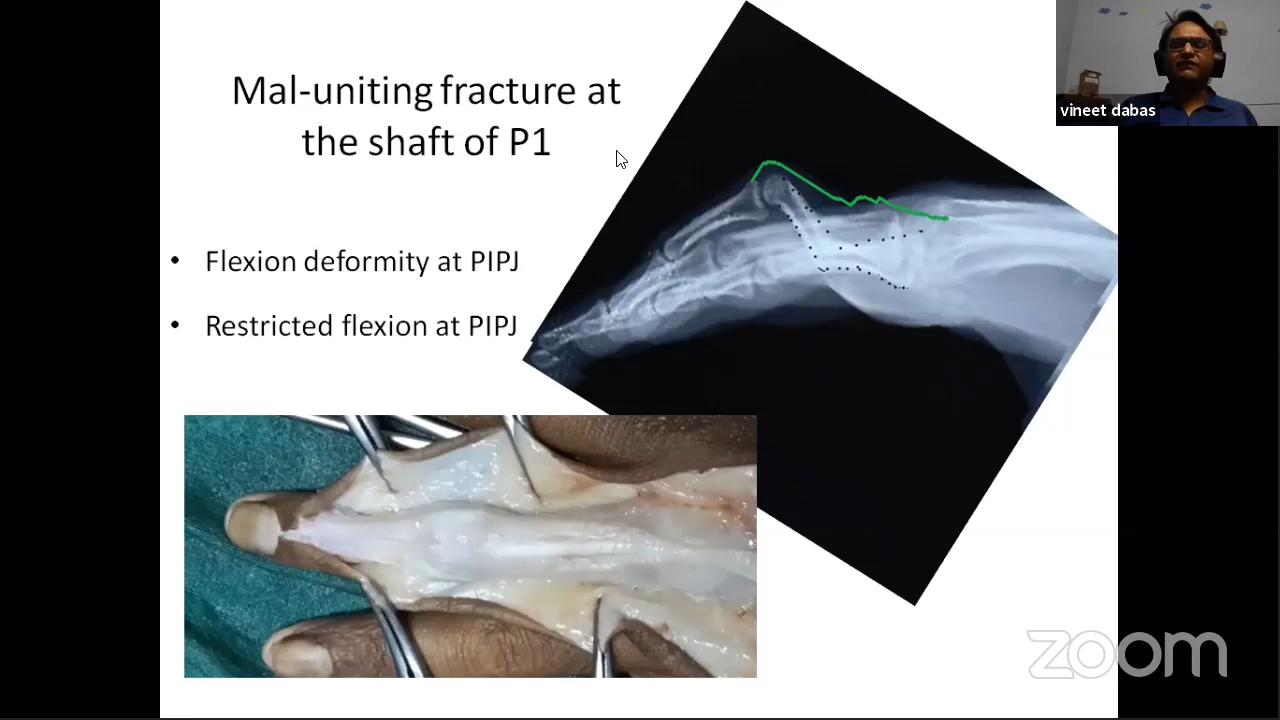 Mal-uniting fracture at
the shaft of P1
• Flexion deformity at PIPJ
• Restricted flexion at PIPJ
vineet dabas
zoom